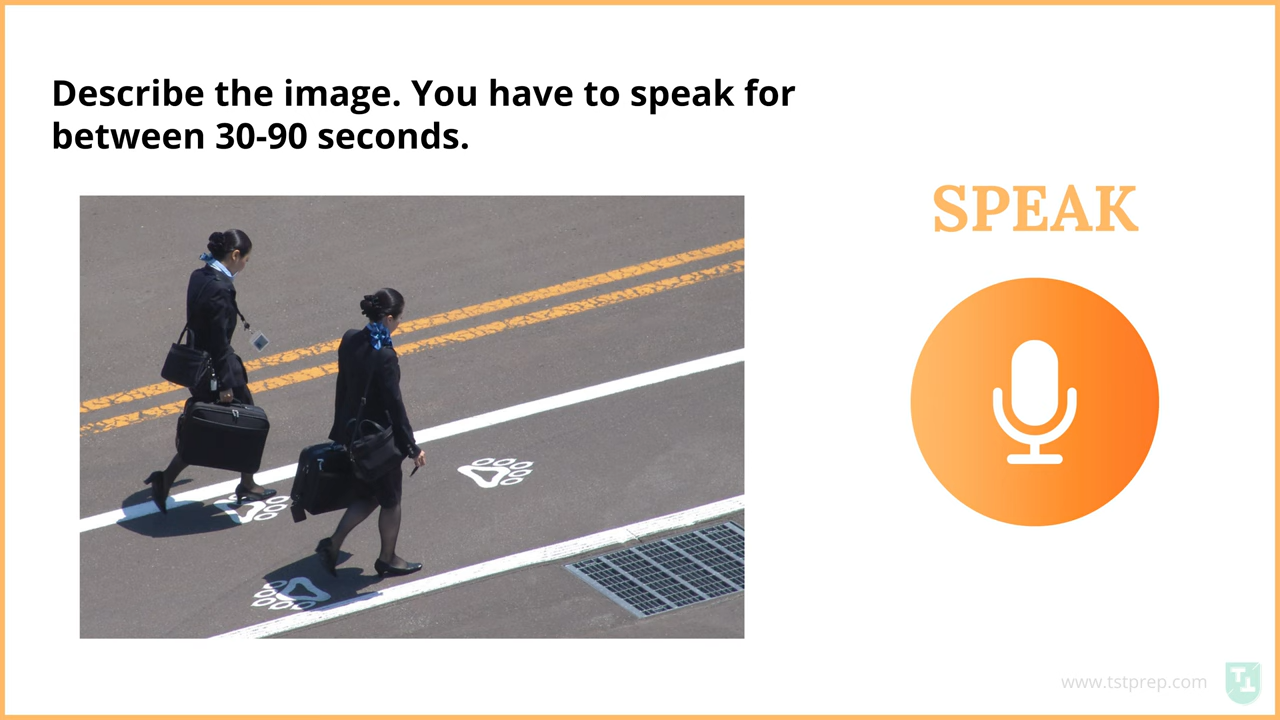 Describe the image. You have to speak for
between 30-90 seconds.
SPEAK
www.tstprep.com